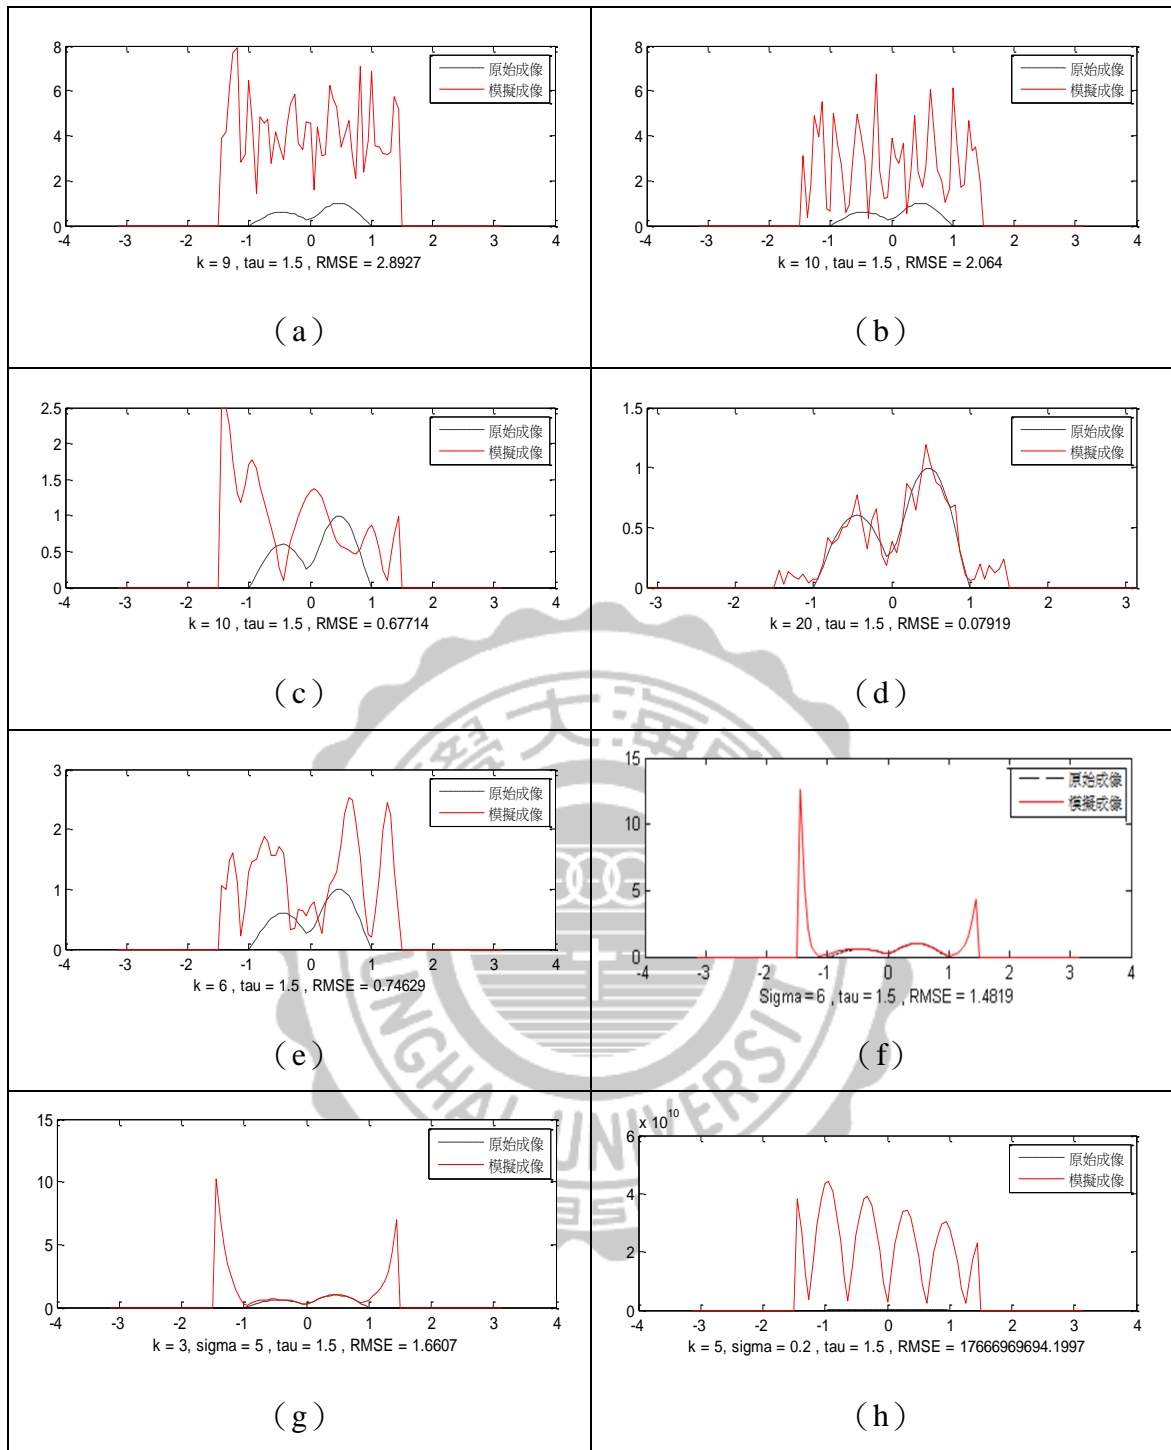 8
6
4
2
0
-4 -3 -2 -1 0 1 2 3 4
原始成像
模擬成像
k = 9 , tau = 1.5 , RMSE = 2.8927
(a)
8
6
4
2
0
-4 -3 -2 -1 0 1 2 3 4
原始成像
模擬成像
k = 10 , tau = 1.5 , RMSE = 2.064
(b)
2.5
2
1.5
1
0.5
0
-4 -3 -2 -1 0 1 2 3 4
原始成像
模擬成像
k = 10 , tau = 1.5 , RMSE = 0.67714
(c)
1.5
1
0.5
0
-3 -2 -1 0 1 2 3
原始成像
模擬成像
k = 20 , tau = 1.5 , RMSE = 0.07919
(d)
3
2
1
0
-4 -3 -2 -1 0 1 2 3 4
原始成像
模擬成像
k = 6 , tau = 1.5 , RMSE = 0.74629
(e)
15
10
5
0
-4 -3 -2 -1 0 1 2 3 4
原始成像
模擬成像
Sigma = 6 , tau = 1.5 , RMSE = 1.4819
(f)
15
10
5
0
-4 -3 -2 -1 0 1 2 3 4
原始成像
模擬成像
k = 3, sigma = 5 , tau = 1.5 , RMSE = 1.6607
(g)
x 10^10
6
4
2
0
-4 -3 -2 -1 0 1 2 3 4
原始成像
模擬成像
k = 5, sigma = 0.2 , tau = 1.5 , RMSE = 17666969694.1997
(h)
學大海東
UNGHAI UNIVERSIT